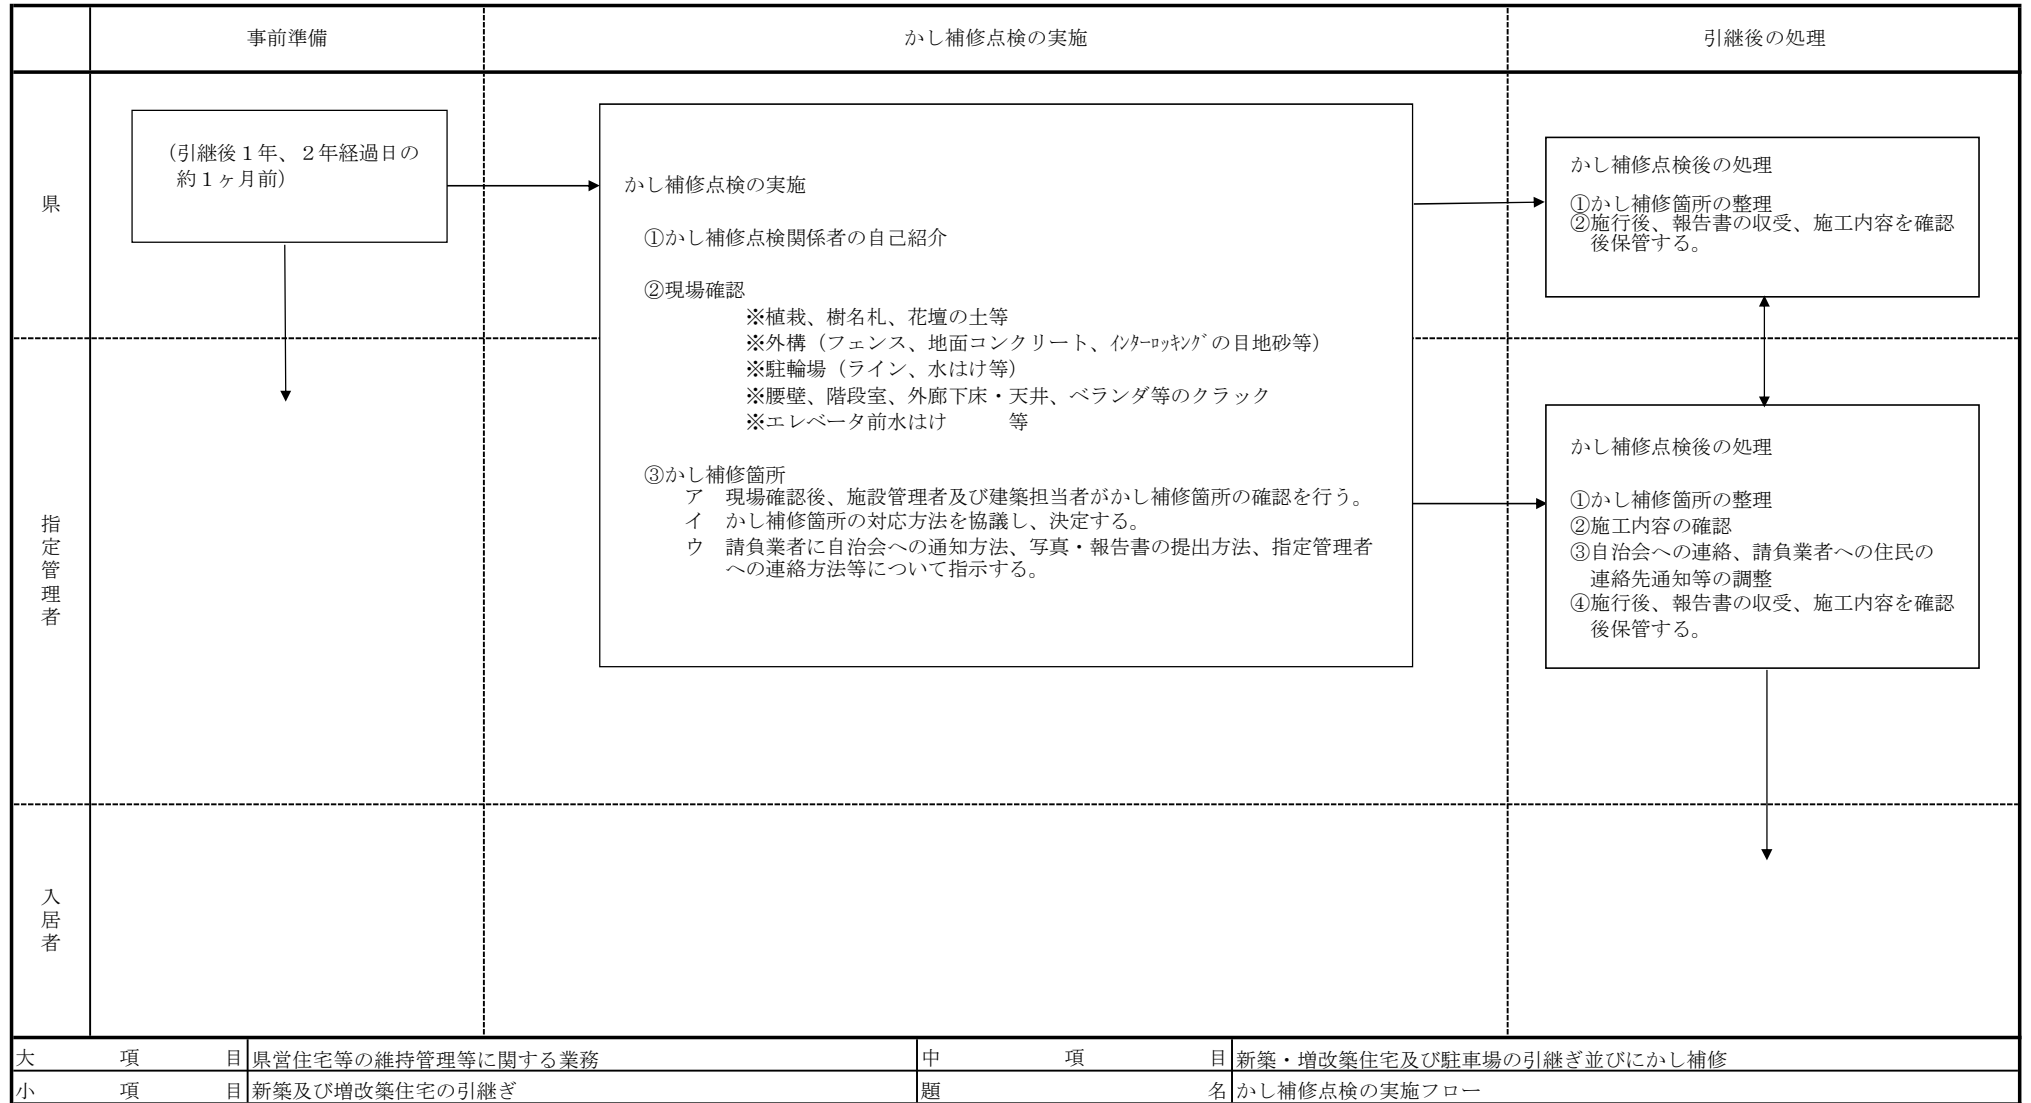 事前準備
かし補修点検の実施
引継後の処理
県
（引継後１年、２年経過日の
約１ヶ月前）
かし補修点検の実施
①かし補修点検関係者の自己紹介
②現場確認
※植栽、樹名札、花壇の土等
※外構（フェンス、地面コンクリート、ｲﾝﾀｰﾛｯｷﾝｸﾞの目地砂等）
※駐輪場（ライン、水はけ等）
※腰壁、階段室、外廊下床・天井、ベランダ等のクラック
※エレベータ前水はけ　　　等
③かし補修箇所
ア　現場確認後、施設管理者及び建築担当者がかし補修箇所の確認を行う。
イ　かし補修箇所の対応方法を協議し、決定する。
ウ　請負業者に自治会への通知方法、写真・報告書の提出方法、指定管理者
への連絡方法等について指示する。
かし補修点検後の処理
①かし補修箇所の整理
②施行後、報告書の収受、施工内容を確認
後保管する。
指定管理者
かし補修点検後の処理
①かし補修箇所の整理
②施工内容の確認
③自治会への連絡、請負業者への住民の
連絡先通知等の調整
④施行後、報告書の収受、施工内容を確認
後保管する。
入居者
大項目 県営住宅等の維持管理等に関する業務 中項目 新築・増改築住宅及び駐車場の引継ぎ並びにかし補修
小項目 新築及び増改築住宅の引継ぎ 題名 かし補修点検の実施フロー